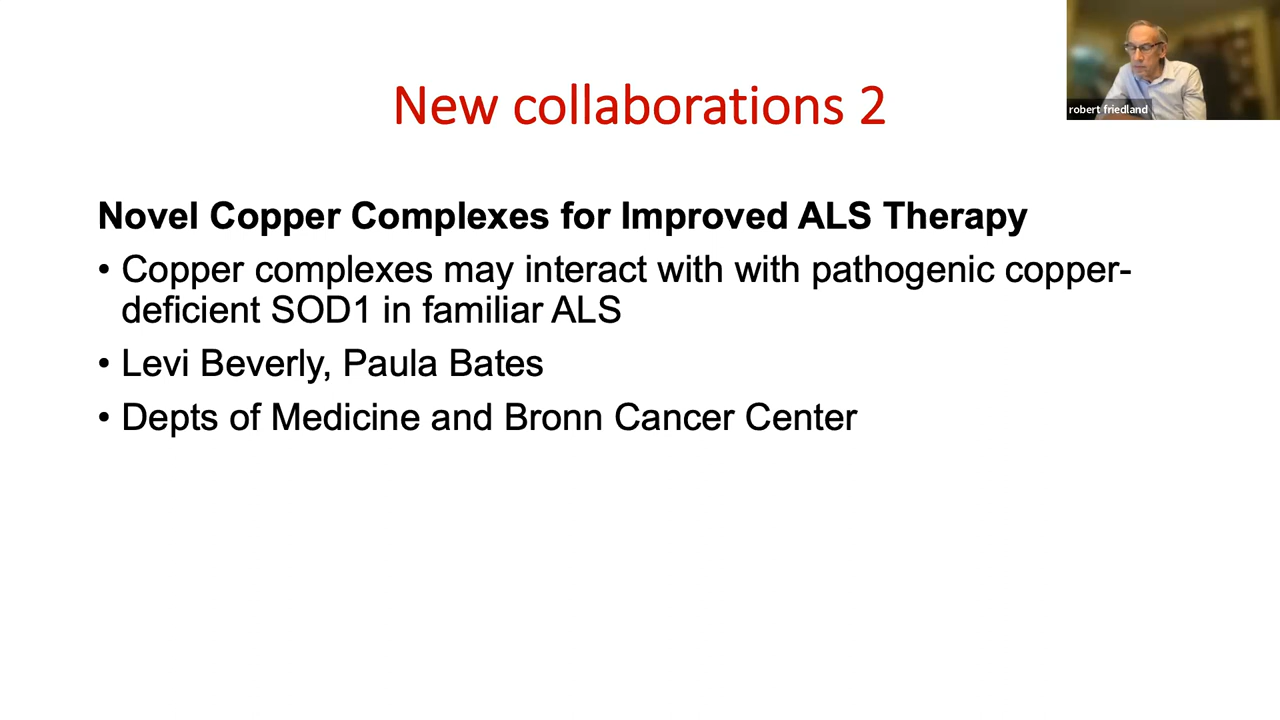 New collaborations 2
robert friedland
Novel Copper Complexes for Improved ALS Therapy
• Copper complexes may interact with with pathogenic copper-
deficient SOD1 in familiar ALS
• Levi Beverly, Paula Bates
• Depts of Medicine and Bronn Cancer Center